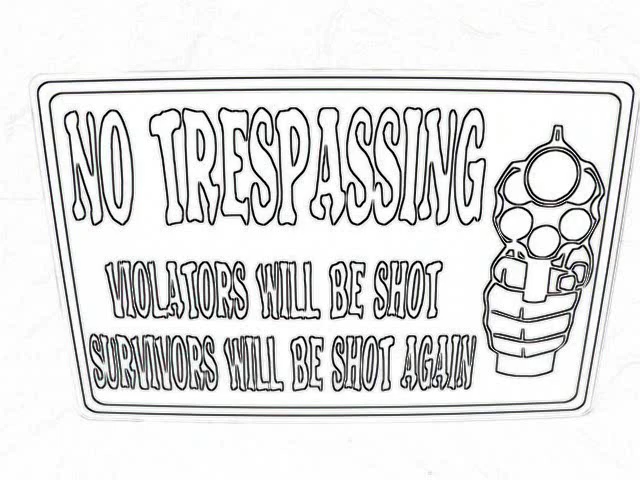 NO TRESPASSING
VIOLATORS WILL BE SHOT
SURVIVORS WILL BE SHOT AGAIN